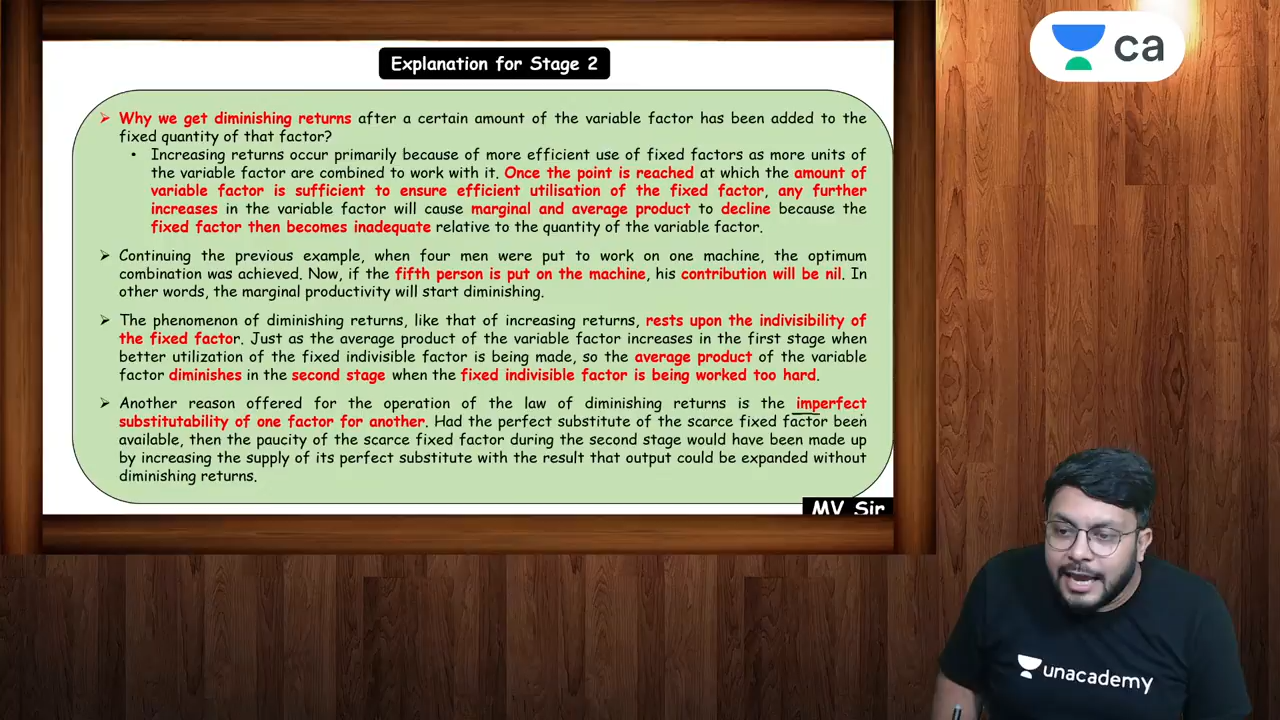 Explanation for Stage 2
ca
➢ Why we get diminishing returns after a certain amount of the variable factor has been added to the
fixed quantity of that factor?
• Increasing returns occur primarily because of more efficient use of fixed factors as more units of
the variable factor are combined to work with it. Once the point is reached at which the amount of
variable factor is sufficient to ensure efficient utilisation of the fixed factor, any further
increases in the variable factor will cause marginal and average product to decline because the
fixed factor then becomes inadequate relative to the quantity of the variable factor.
➢ Continuing the previous example, when four men were put to work on one machine, the optimum
combination was achieved. Now, if the fifth person is put on the machine, his contribution will be nil. In
other words, the marginal productivity will start diminishing.
➢ The phenomenon of diminishing returns, like that of increasing returns, rests upon the indivisibility of
the fixed factor. Just as the average product of the variable factor increases in the first stage when
better utilization of the fixed indivisible factor is being made, so the average product of the variable
factor diminishes in the second stage when the fixed indivisible factor is being worked too hard.
➢ Another reason offered for the operation of the law of diminishing returns is the imperfect
substitutability of one factor for another. Had the perfect substitute of the scarce fixed factor been
available, then the paucity of the scarce fixed factor during the second stage would have been made up
by increasing the supply of its perfect substitute with the result that output could be expanded without
diminishing returns.
MV Sir
unacademy